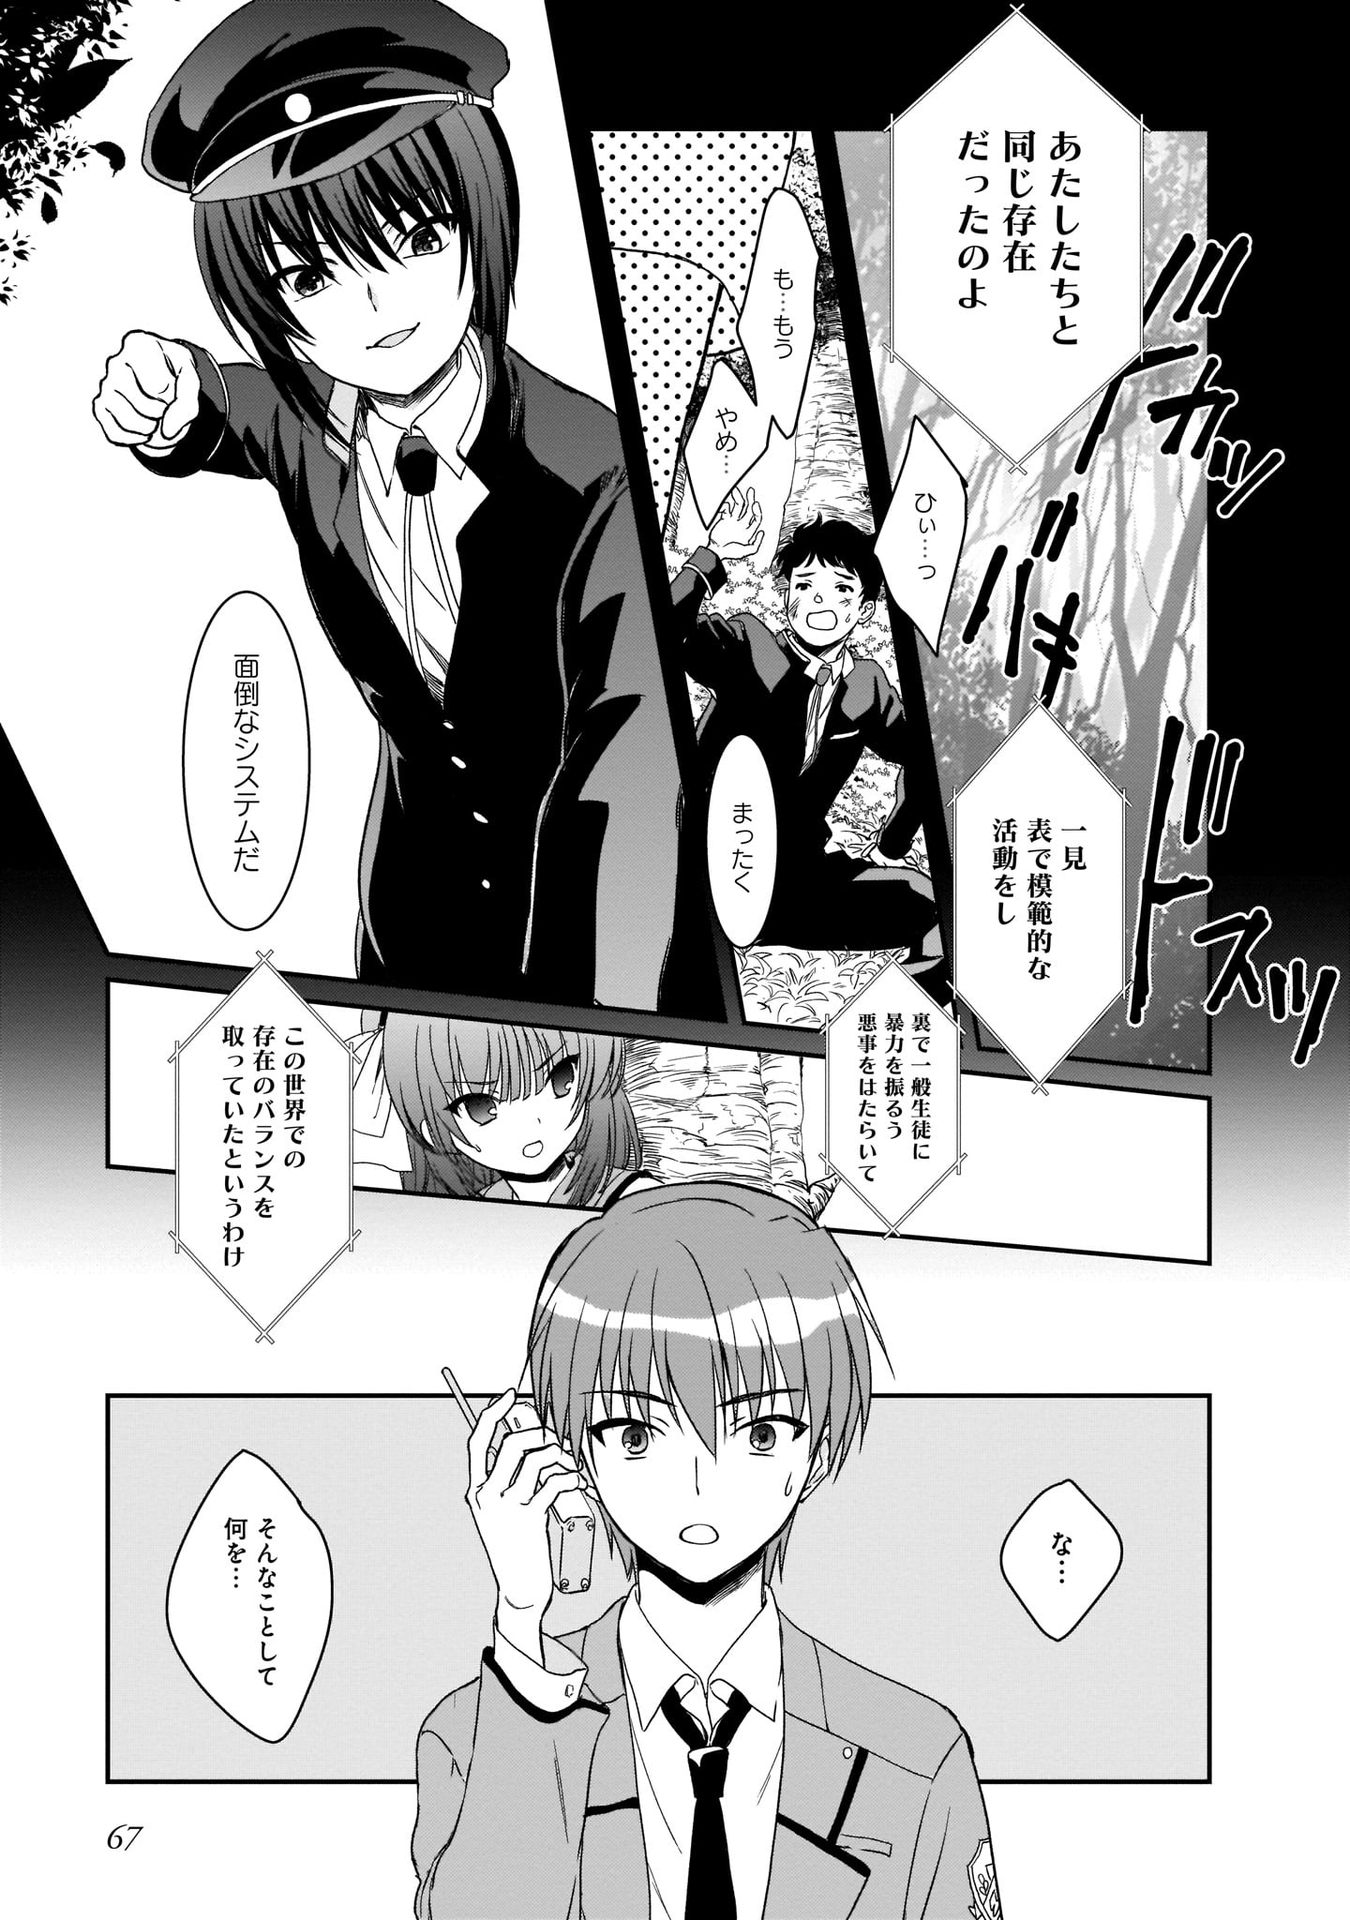 あたしたちと
同じ存在
だったのよ
ドカッ
バキ
ドスッ
ひぃ…っ
も…もう
やめ…
一見
表で模範的な
活動をし
まったく
面倒なシステムだ
裏で一般生徒に
暴力を振るう
悪事をはたらいて
この世界での
存在のバランスを
取っていたというわけ
な…
そんなことして
何を…
67